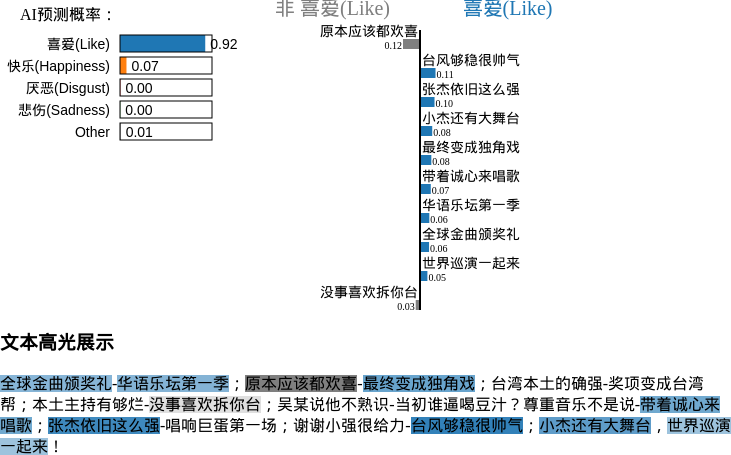 AI预测概率：
喜爱(Like) 0.92
快乐(Happiness) 0.07
厌恶(Disgust) 0.00
悲伤(Sadness) 0.00
Other 0.01
非 喜爱(Like) 喜爱(Like)
原本应该都欢喜
0.12
台风够稳很帅气
0.11
张杰依旧这么强
0.10
小杰还有大舞台
0.08
最终变成独角戏
0.08
带着诚心来唱歌
0.07
华语乐坛第一季
0.06
全球金曲颁奖礼
0.06
世界巡演一起来
0.05
没事喜欢拆你台
0.03
文本高光展示
全球金曲颁奖礼-华语乐坛第一季；原本应该都欢喜-最终变成独角戏；台湾本土的确强-奖项变成台湾
帮；本土主持有够烂-没事喜欢拆你台；吴某说他不熟识-当初谁逼喝豆汁？尊重音乐不是说-带着诚心来
唱歌；张杰依旧这么强-唱响巨蛋第一场；谢谢小强很给力-台风够稳很帅气；小杰还有大舞台，世界巡演
一起来！